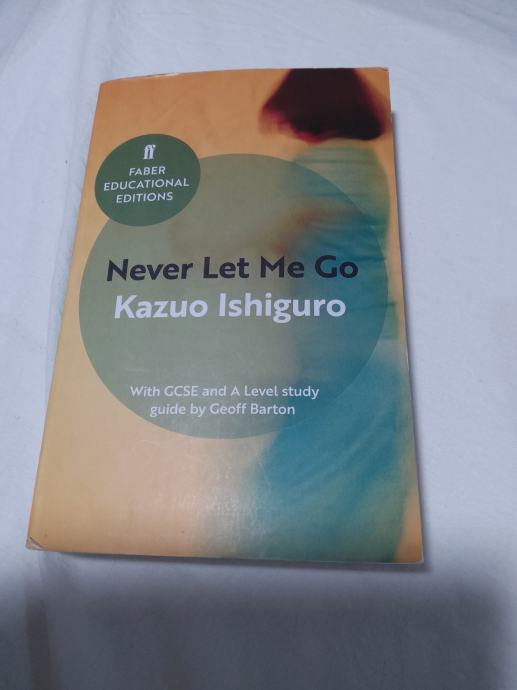 ff
FABER
EDUCATIONAL
EDITIONS
Never Let Me Go
Kazuo Ishiguro
With GCSE and A Level study
guide by Geoff Barton